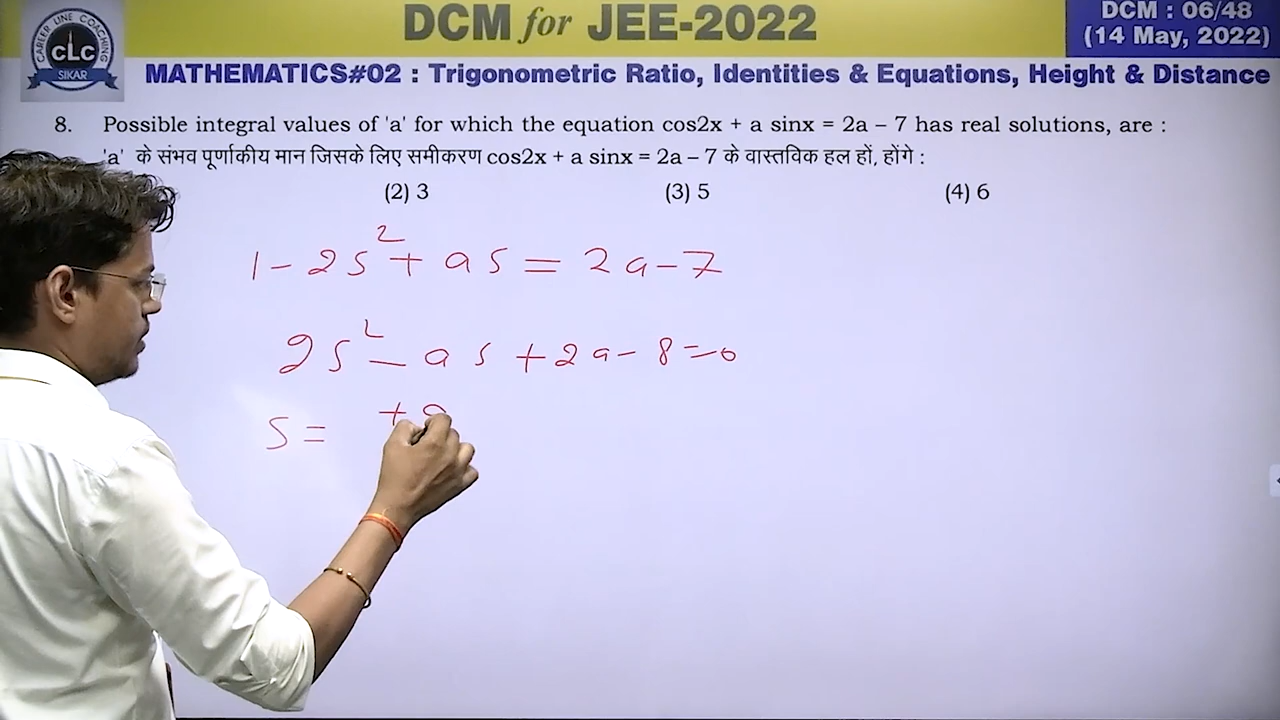 DCM for JEE-2022
DCM : 06/48
(14 May, 2022)
CAREER LINE COACHING
CLC
SIKAR
MATHEMATICS#02 : Trigonometric Ratio, Identities & Equations, Height & Distance
8. Possible integral values of 'a' for which the equation cos2x + a sinx = 2a – 7 has real solutions, are :
'a' के संभव पूर्णाकीय मान जिसके लिए समीकरण cos2x + a sinx = 2a – 7 के वास्तविक हल हों, होंगे :
(2) 3 (3) 5 (4) 6
1 - 2s² + as = 2a - 7
2s² - as + 2a - 8 = 0
s = + a